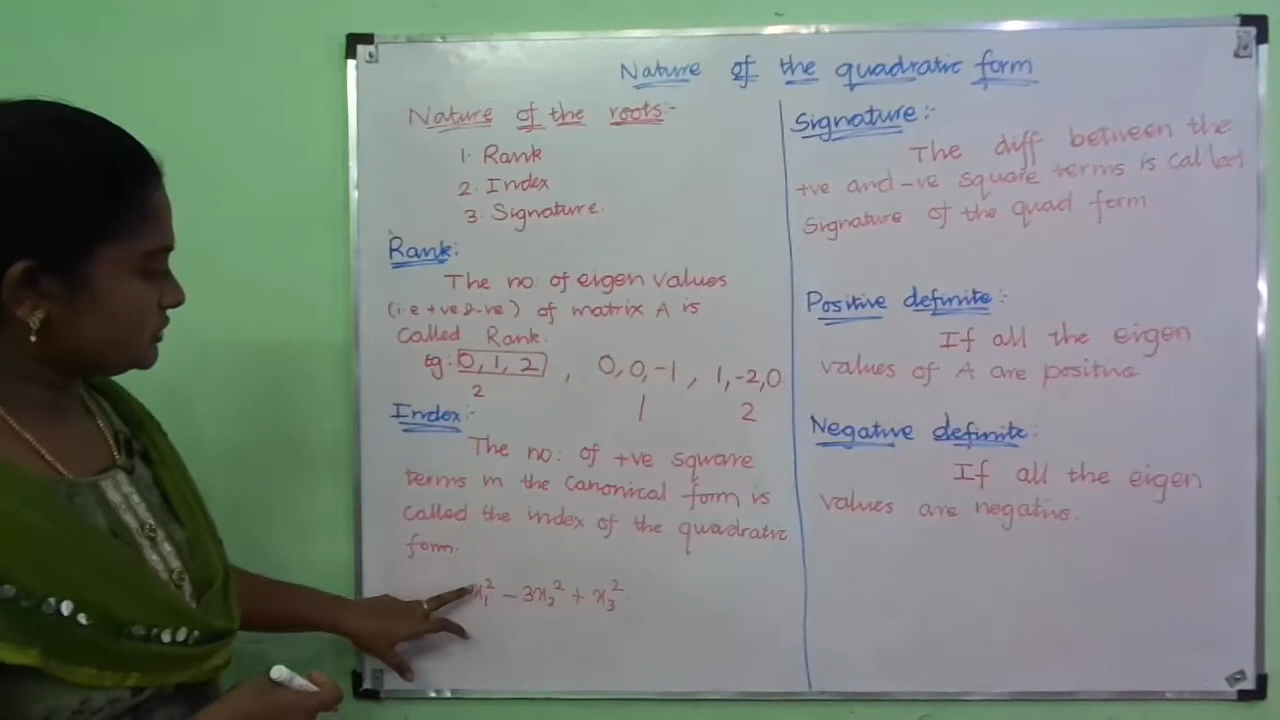 Nature of the quadratic form
Nature of the roots:-
1. Rank
2. Index
3. Signature.
Rank:
The no: of eigen values
(i.e +ve & -ve) of matrix A is
called Rank.
Eg: 0, 1, 2 , 0, 0, -1 , 1, -2, 0
2 1 2
Index:-
The no: of +ve square
terms in the canonical form is
called the index of the quadratic
form.
x₁² - 3x₂² + x₃²
Signature:-
The diff between the
+ve and -ve square terms is called
Signature of the quad form
Positive definite:-
If all the eigen
values of A are positive
Negative definite:
If all the eigen
values are negative.